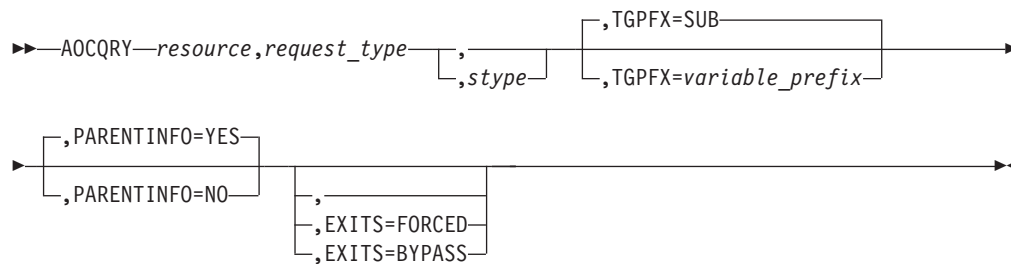 ,TGPFX=SUB
AOCQRY resource,request_type , 
,stype ,TGPFX=variable_prefix
,PARENTINFO=YES
,PARENTINFO=NO ,
,EXITS=FORCED
,EXITS=BYPASS